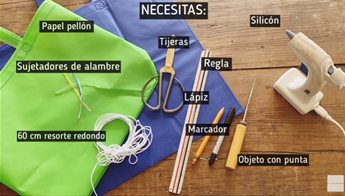 NECESITAS:
Papel pellón
Tijeras
Silicón
Sujetadores de alambre
Regla
Lápiz
60 cm resorte redondo
Marcador
Objeto con punta